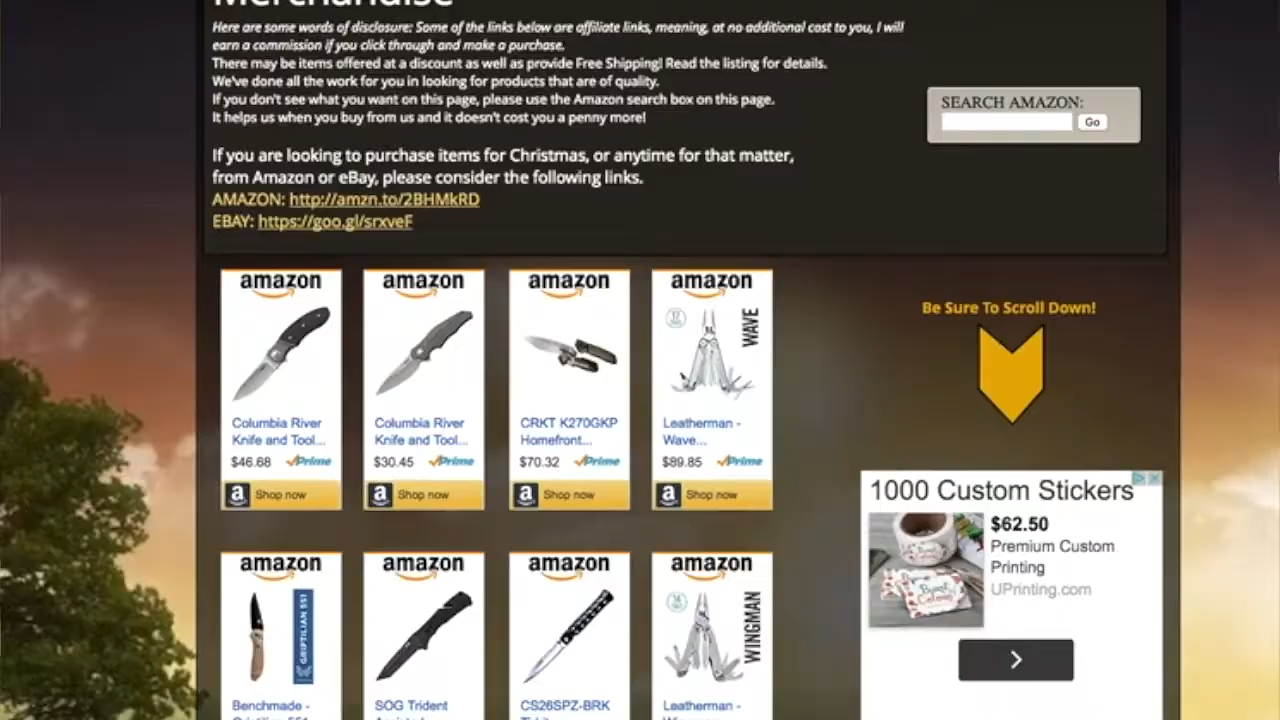 Merchandise
Here are some words of disclosure: Some of the links below are affiliate links, meaning, at no additional cost to you, I will
earn a commission if you click through and make a purchase.
There may be items offered at a discount as well as provide Free Shipping! Read the listing for details.
We've done all the work for you in looking for products that are of quality.
If you don't see what you want on this page, please use the Amazon search box on this page.
It helps us when you buy from us and it doesn't cost you a penny more!
SEARCH AMAZON:
Go
If you are looking to purchase items for Christmas, or anytime for that matter,
from Amazon or eBay, please consider the following links.
AMAZON: http://amzn.to/2BHMkRD
EBAY: https://goo.gl/srxveF
amazon
Columbia River
Knife and Tool...
$46.68 Prime
a Shop now
amazon
Columbia River
Knife and Tool...
$30.45 Prime
a Shop now
amazon
CRKT K270GKP
Homefront...
$70.32 Prime
a Shop now
amazon
WAVE
Leatherman -
Wave...
$89.85 Prime
a Shop now
Be Sure To Scroll Down!
1000 Custom Stickers
$62.50
Premium Custom
Printing
UPrinting.com
amazon
GRIPTILIAN 551
Benchmade -
amazon
SOG Trident
amazon
CS26SPZ-BRK
amazon
WINGMAN
Leatherman -